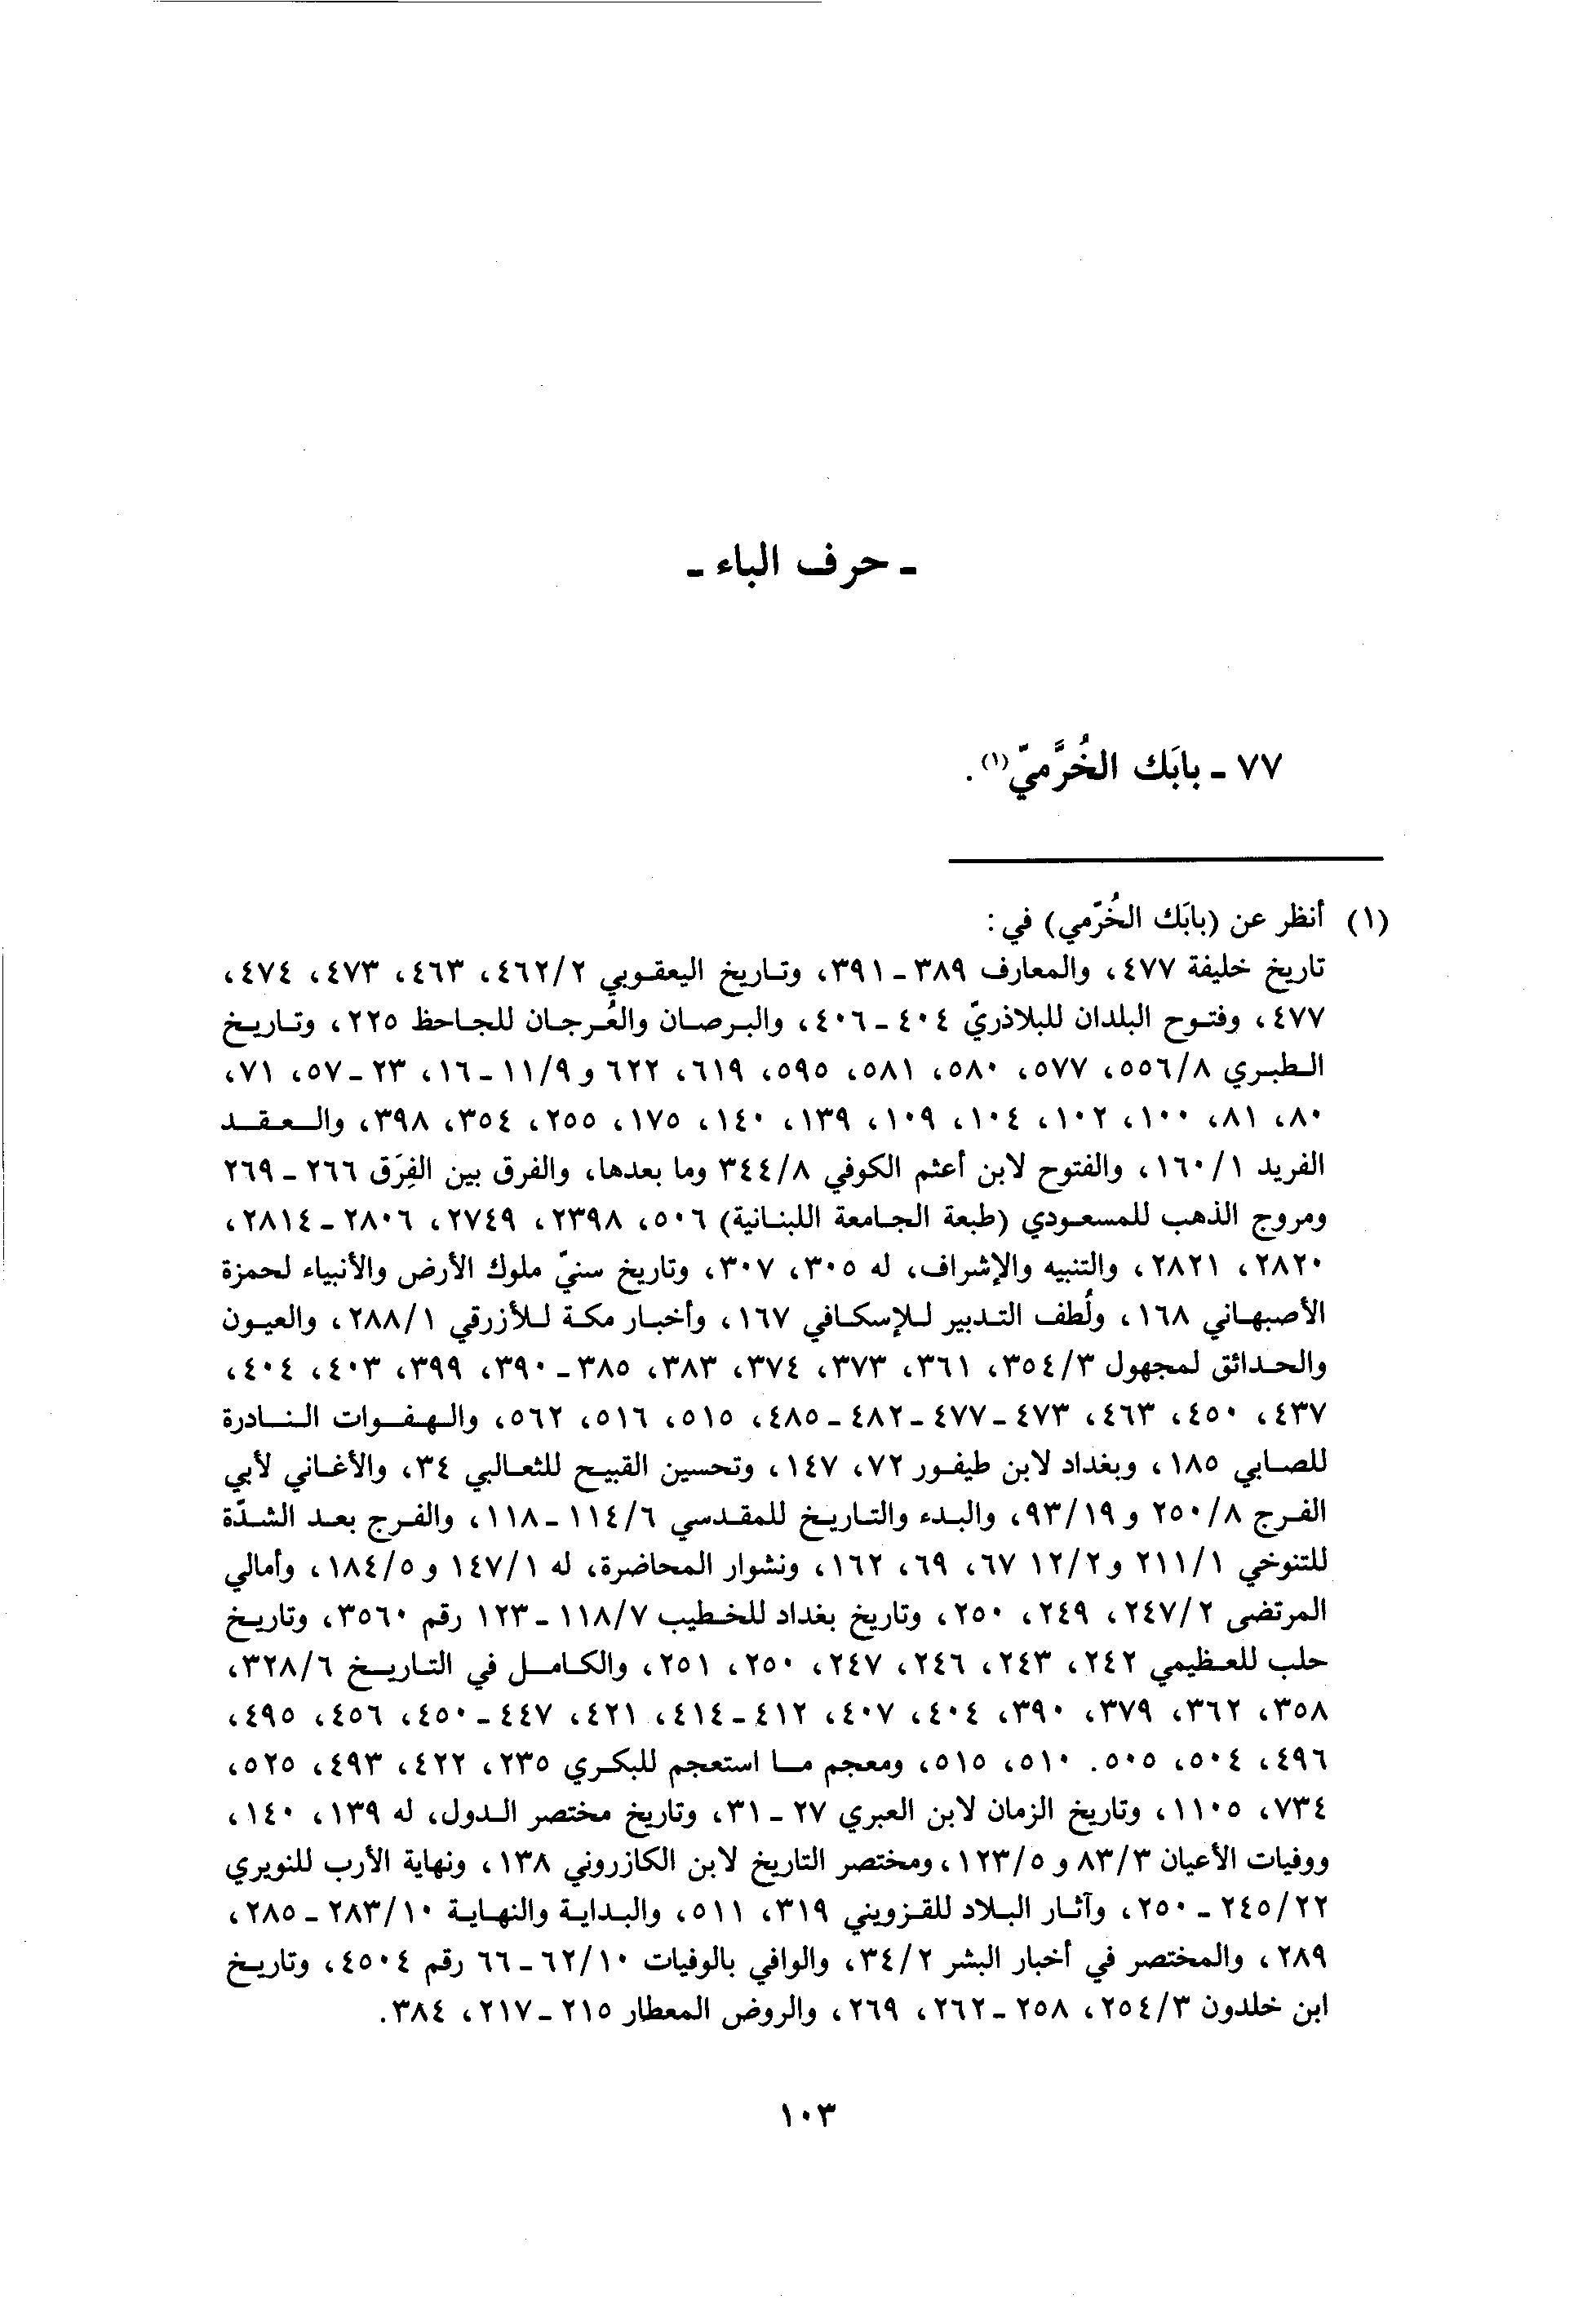 ـ حرف الباء ـ
٧٧ ـ بابَك الخُرَّميّ(١).
(١) أنظر عن (بابَك الخُرّمي) في:
تاريخ خليفة ٤٧٧، والمعارف ٣٨٩ ـ ٣٩١، وتاريخ اليعقوبي ٤٦٢/٢، ٤٦٣، ٤٧٣، ٤٧٤،
٤٧٧، وفتوح البلدان للبلاذريّ ٤٠٤ ـ ٤٠٦، والبرصان والعُرجان للجاحظ ٢٢٥، وتاريخ
الطبري ٥٥٦/٨، ٥٧٧، ٥٨٠، ٥٨١، ٥٩٥، ٦١٩، ٦٢٢ و ١١/٩ ـ ١٦، ٢٣ ـ ٥٧، ٧١،
٨٠، ٨١، ١٠٠، ١٠٢، ١٠٤، ١٠٩، ١٣٩، ١٤٠، ١٧٥، ٢٥٥، ٣٥٤، ٣٩٨، والعقد
الفريد ١٦٠/١، والفتوح لابن أعثم الكوفي ٣٤٤/٨ وما بعدها، والفرق بين الفِرَق ٢٦٦ ـ ٢٦٩
ومروج الذهب للمسعودي (طبعة الجامعة اللبنانية) ٥٠٦، ٢٣٩٨، ٢٧٤٩، ٢٨٠٦ ـ ٢٨١٤،
٢٨٢٠، ٢٨٢١، والتنبيه والإشراف، له ٣٠٥، ٣٠٧، وتاريخ سنيّ ملوك الأرض والأنبياء لحمزة
الأصبهاني ١٦٨، ولُطف التدبير للإسكافي ١٦٧، وأخبار مكة للأزرقي ٢٨٨/١، والعيون
والحدائق لمجهول ٣٥٤/٣، ٣٦١، ٣٧٣، ٣٧٤، ٣٨٣، ٣٨٥ ـ ٣٩٠، ٣٩٩، ٤٠٣، ٤٠٤،
٤٣٧، ٤٥٠، ٤٦٣، ٤٧٣ ـ ٤٧٧ ـ ٤٨٢ ـ ٤٨٥، ٥١٥، ٥١٦، ٥٦٢، والهفوات النادرة
للصابي ١٨٥، وبغداد لابن طيفور ٧٢، ١٤٧، وتحسين القبيح للثعالبي ٣٤، والأغاني لأبي
الفرج ٢٥٠/٨ و ٩٣/١٩، والبدء والتاريخ للمقدسي ١١٤/٦ ـ ١١٨، والفرج بعد الشدّة
للتنوخي ٢١١/١ و١٢/٢ ٦٧، ٦٩، ١٦٢، ونشوار المحاضرة، له ١٤٧/١ و ١٨٤/٥، وأمالي
المرتضى ٢٤٧/٢، ٢٤٩، ٢٥٠، وتاريخ بغداد للخطيب ١١٨/٧ ـ ١٢٣ رقم ٣٥٦٠، وتاريخ
حلب للعظيمي ٢٤٢، ٢٤٣، ٢٤٦، ٢٤٧، ٢٥٠، ٢٥١، والكامل في التاريخ ٣٢٨/٦،
٣٥٨، ٣٦٢، ٣٧٩، ٣٩٠، ٤٠٤، ٤٠٧، ٤١٢ ـ ٤١٤، ٤٢١، ٤٤٧ ـ ٤٥٠، ٤٥٦، ٤٩٥،
٤٩٦، ٥٠٤، ٥٠٥. ٥١٠، ٥١٥، ومعجم ما استعجم للبكري ٢٣٥، ٤٢٢، ٤٩٣، ٥٢٥،
٧٣٤، ١١٠٥، وتاريخ الزمان لابن العبري ٢٧ ـ ٣١، وتاريخ مختصر الدول، له ١٣٩، ١٤٠،
ووفيات الأعيان ٨٣/٣ و ١٢٣/٥، ومختصر التاريخ لابن الكازروني ١٣٨، ونهاية الأرب للنويري
٢٤٥/٢٢ ـ ٢٥٠، وآثار البلاد للقزويني ٣١٩، ٥١١، والبداية والنهاية ٢٨٣/١٠ ـ ٢٨٥،
٢٨٩، والمختصر في أخبار البشر ٣٤/٢، والوافي بالوفيات ٦٢/١٠ ـ ٦٦ رقم ٤٥٠٤، وتاريخ
ابن خلدون ٢٥٤/٣، ٢٥٨ ـ ٢٦٢، ٢٦٩، والروض المعطار ٢١٥ ـ ٢١٧، ٣٨٤.
١٠٣